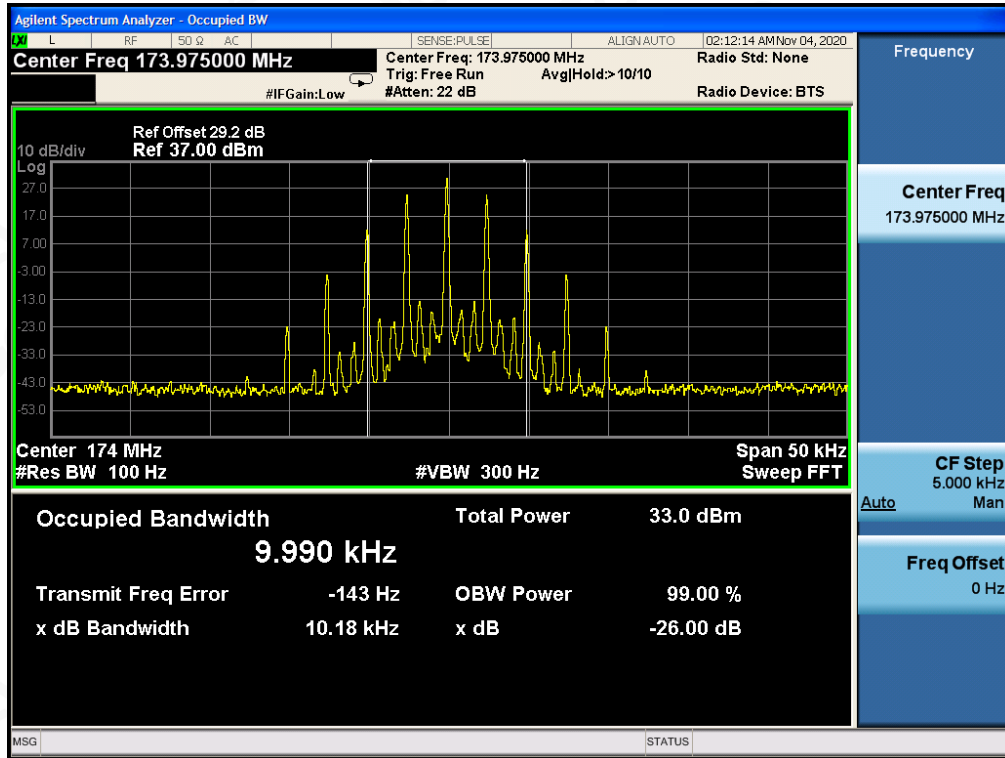 Agilent Spectrum Analyzer - Occupied BW
LXI L RF 50 Ω AC SENSE:PULSE ALIGN AUTO 02:12:14 AM Nov 04, 2020
Center Freq 173.975000 MHz
Center Freq: 173.975000 MHz
Radio Std: None
Trig: Free Run Avg|Hold:>10/10
#IFGain:Low #Atten: 22 dB Radio Device: BTS
Ref Offset 29.2 dB
10 dB/div Ref 37.00 dBm
Log
27.0
17.0
7.00
-3.00
-13.0
-23.0
-33.0
-43.0
-53.0
Center 174 MHz Span 50 kHz
#Res BW 100 Hz #VBW 300 Hz Sweep FFT
Occupied Bandwidth Total Power 33.0 dBm
9.990 kHz
Transmit Freq Error -143 Hz OBW Power 99.00 %
x dB Bandwidth 10.18 kHz x dB -26.00 dB
MSG STATUS
Frequency
Center Freq
173.975000 MHz
CF Step
5.000 kHz
Auto Man
Freq Offset
0 Hz